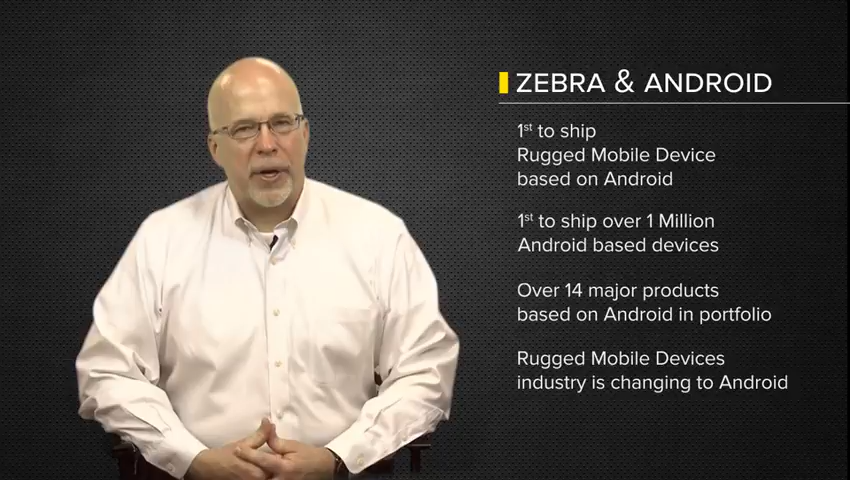 ZEBRA & ANDROID
1st to ship
Rugged Mobile Device
based on Android
1st to ship over 1 Million
Android based devices
Over 14 major products
based on Android in portfolio
Rugged Mobile Devices
industry is changing to Android